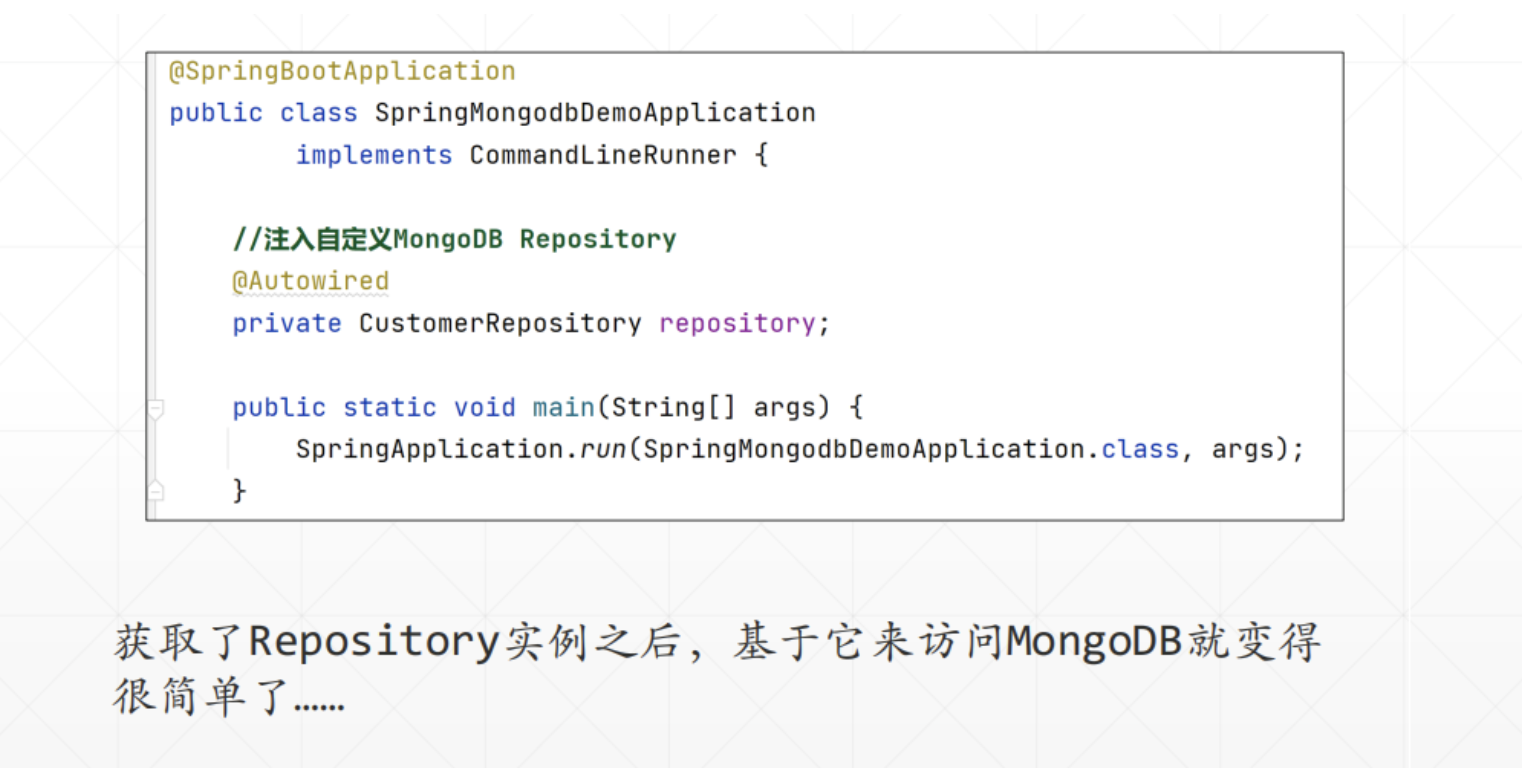 @SpringBootApplication
public class SpringMongodbDemoApplication
implements CommandLineRunner {
//注入自定义MongoDB Repository
@Autowired
private CustomerRepository repository;
public static void main(String[] args) {
SpringApplication.run(SpringMongodbDemoApplication.class, args);
}
获取了Repository实例之后，基于它来访问MongoDB就变得
很简单了……